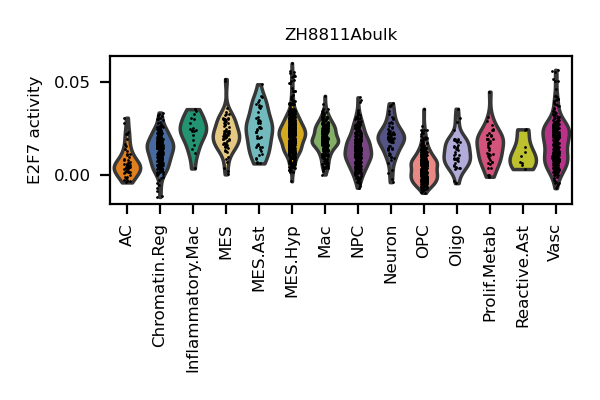 ZH8811Abulk
E2F7 activity
0.05
0.00
AC
Chromatin.Reg
Inflammatory.Mac
MES
MES.Ast
MES.Hyp
Mac
NPC
Neuron
OPC
Oligo
Prolif.Metab
Reactive.Ast
Vasc